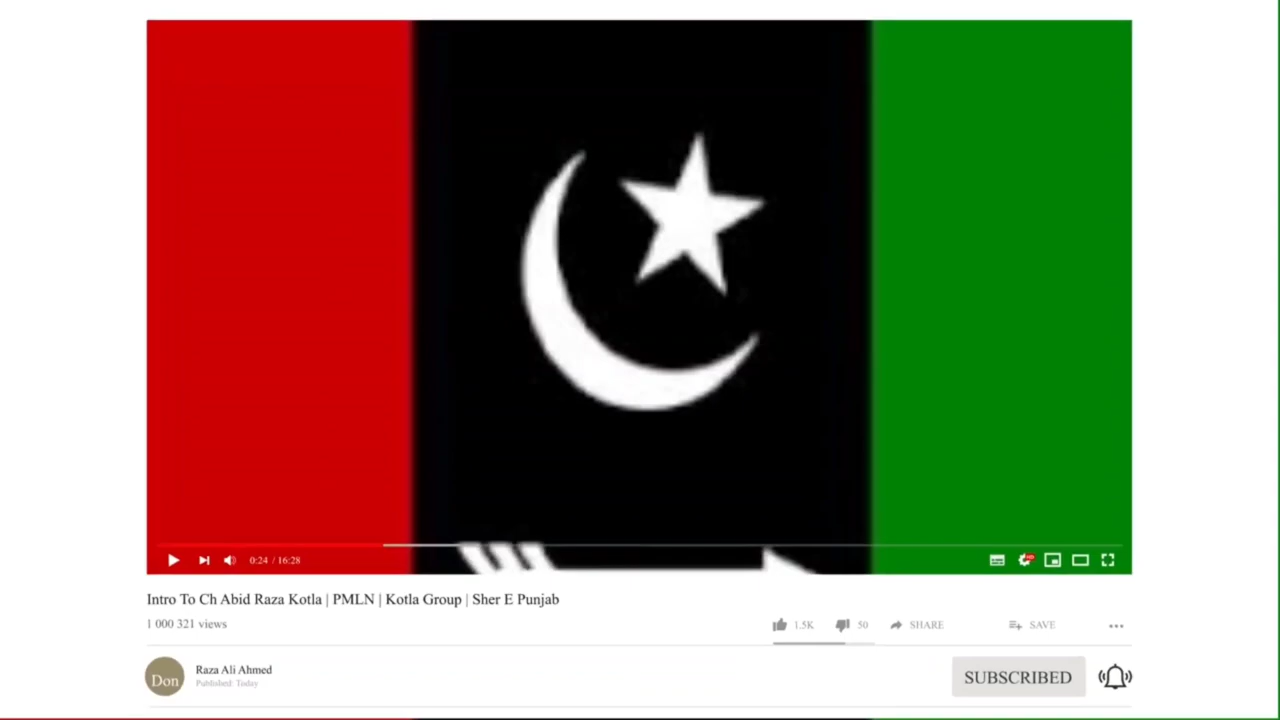 0:24 / 16:28
Intro To Ch Abid Raza Kotla | PMLN | Kotla Group | Sher E Punjab
1 000 321 views
1.5K 50 SHARE SAVE
Don
Raza Ali Ahmed
Published: Today
SUBSCRIBED